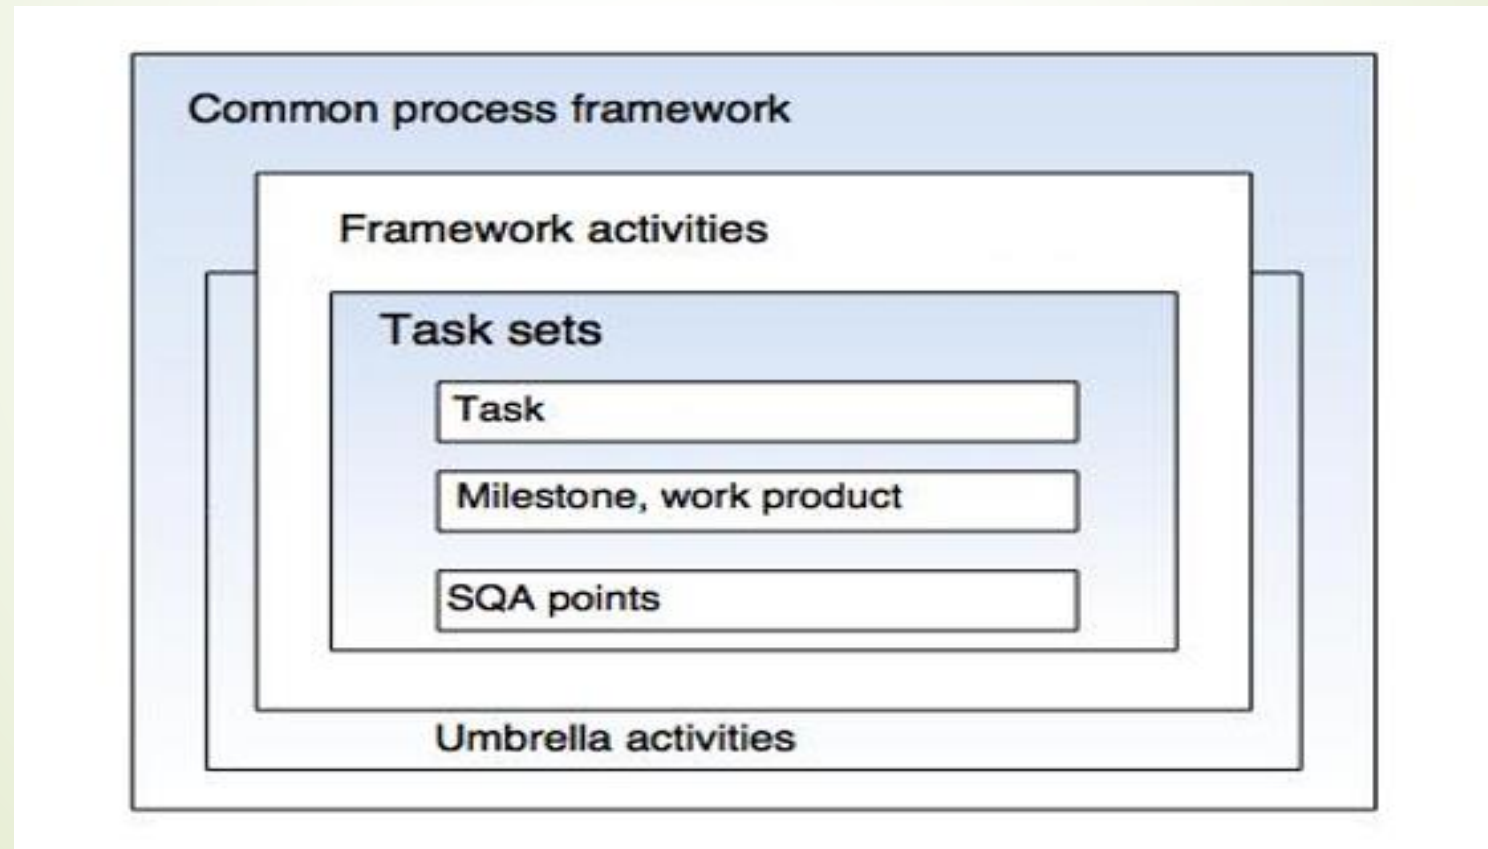 Common process framework
Framework activities
Task sets
Task
Milestone, work product
SQA points
Umbrella activities